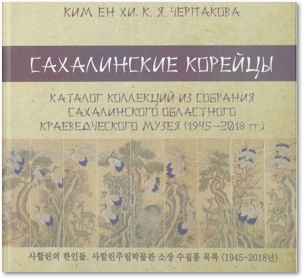 КИМ ЕН ХИ, К. Я. ЧЕРПАКОВА
САХАЛИНСКИЕ КОРЕЙЦЫ
КАТАЛОГ КОЛЛЕКЦИЙ ИЗ СОБРАНИЯ
САХАЛИНСКОГО ОБЛАСТНОГО
КРАЕВЕДЧЕСКОГО МУЗЕЯ (1945–2018 гг.)
사할린의 한인들, 사할린주립박물관 소장 수집품 목록 (1945-2018년)